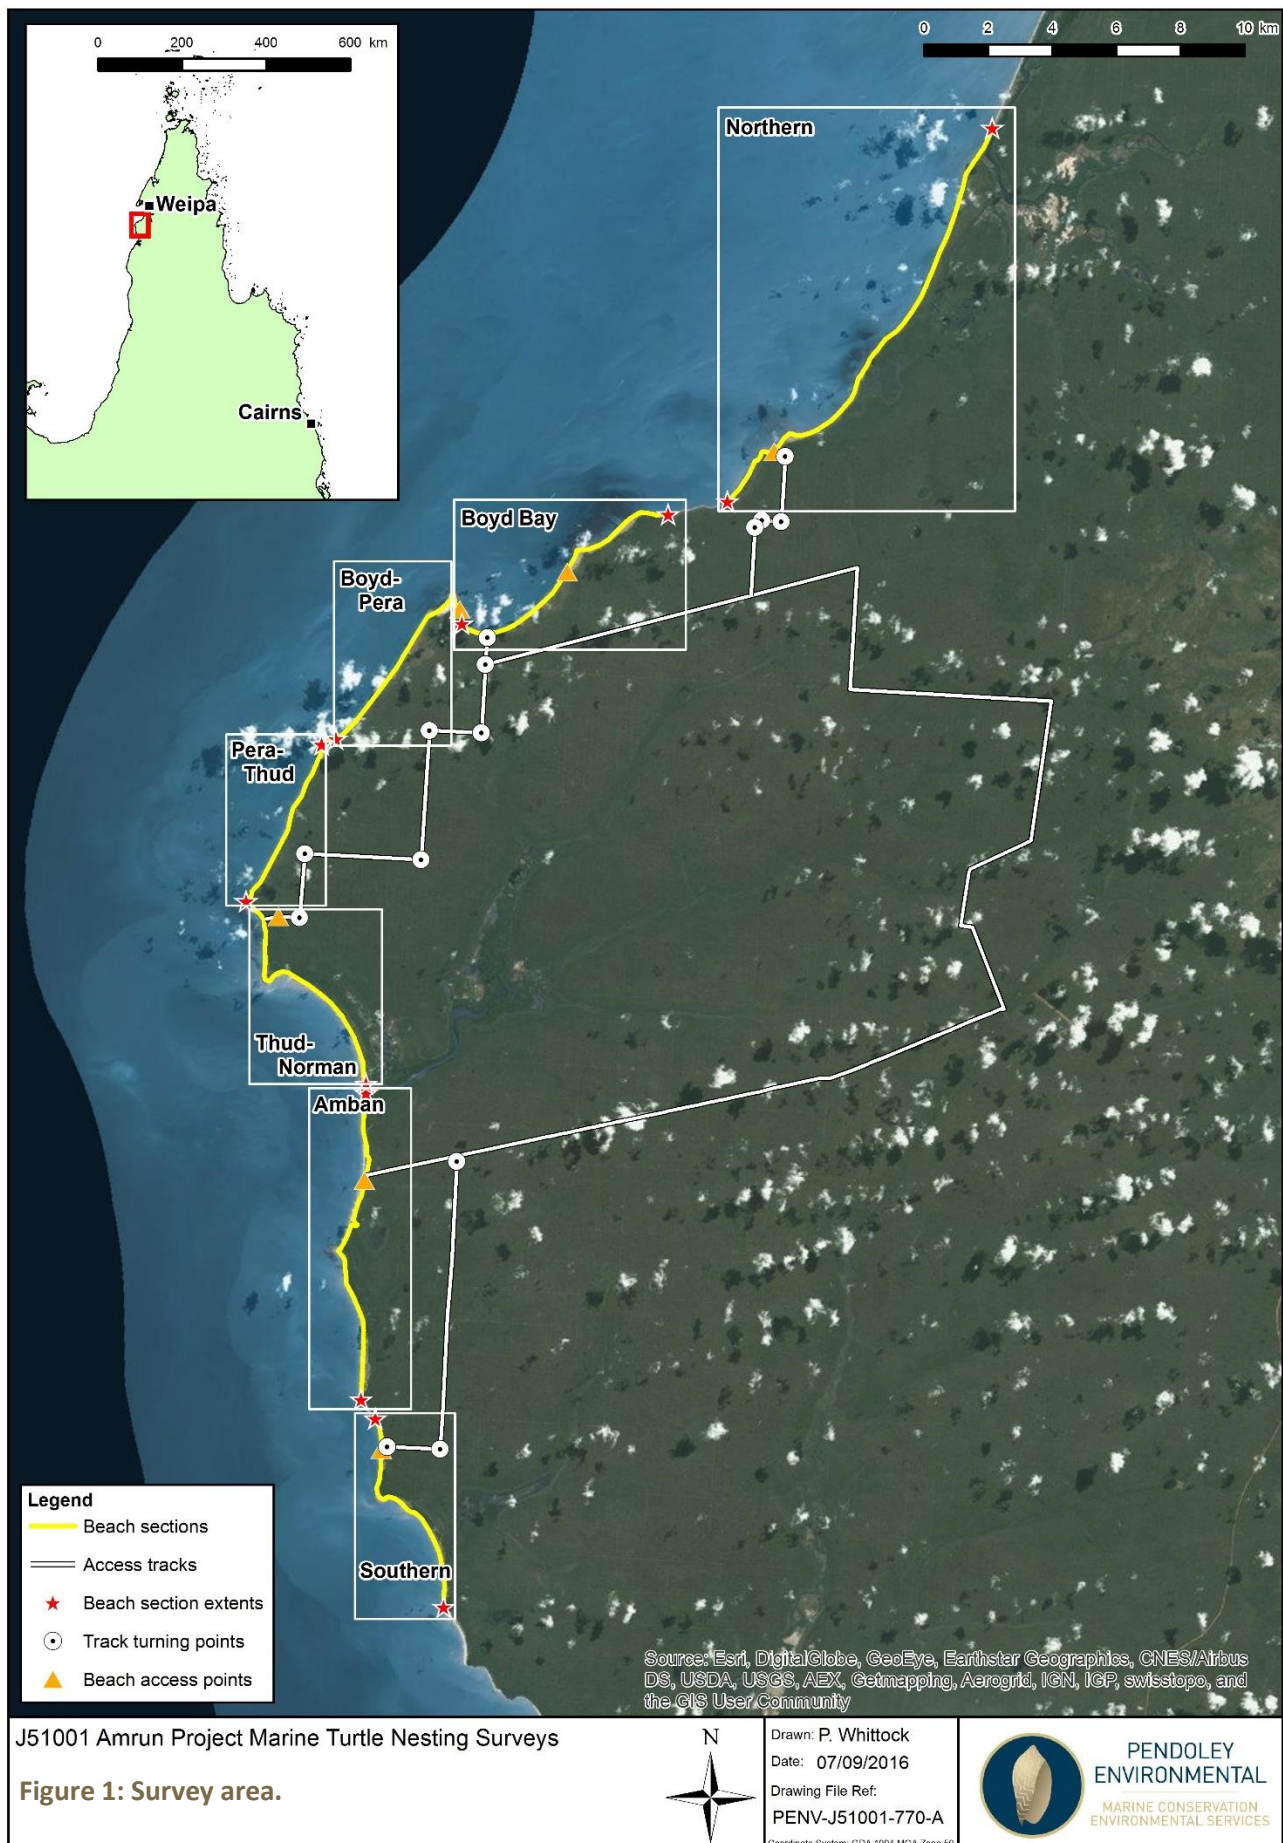 0 200 400 600 km
Weipa
Cairns
0 2 4 6 8 10 km
Northern
Boyd Bay
Boyd-
Pera
Pera-
Thud
Thud-
Norman
Amban
Southern
Legend
Beach sections
Access tracks
Beach section extents
Track turning points
Beach access points
Source: Esri, DigitalGlobe, GeoEye, Earthstar Geographics, CNES/Airbus
DS, USDA, USGS, AEX, Getmapping, Aerogrid, IGN, IGP, swisstopo, and
the GIS User Community
J51001 Amrun Project Marine Turtle Nesting Surveys
Figure 1: Survey area.
N
Drawn: P. Whittock
Date: 07/09/2016
Drawing File Ref:
PENV-J51001-770-A
PENDOLEY
ENVIRONMENTAL
MARINE CONSERVATION
ENVIRONMENTAL SERVICES